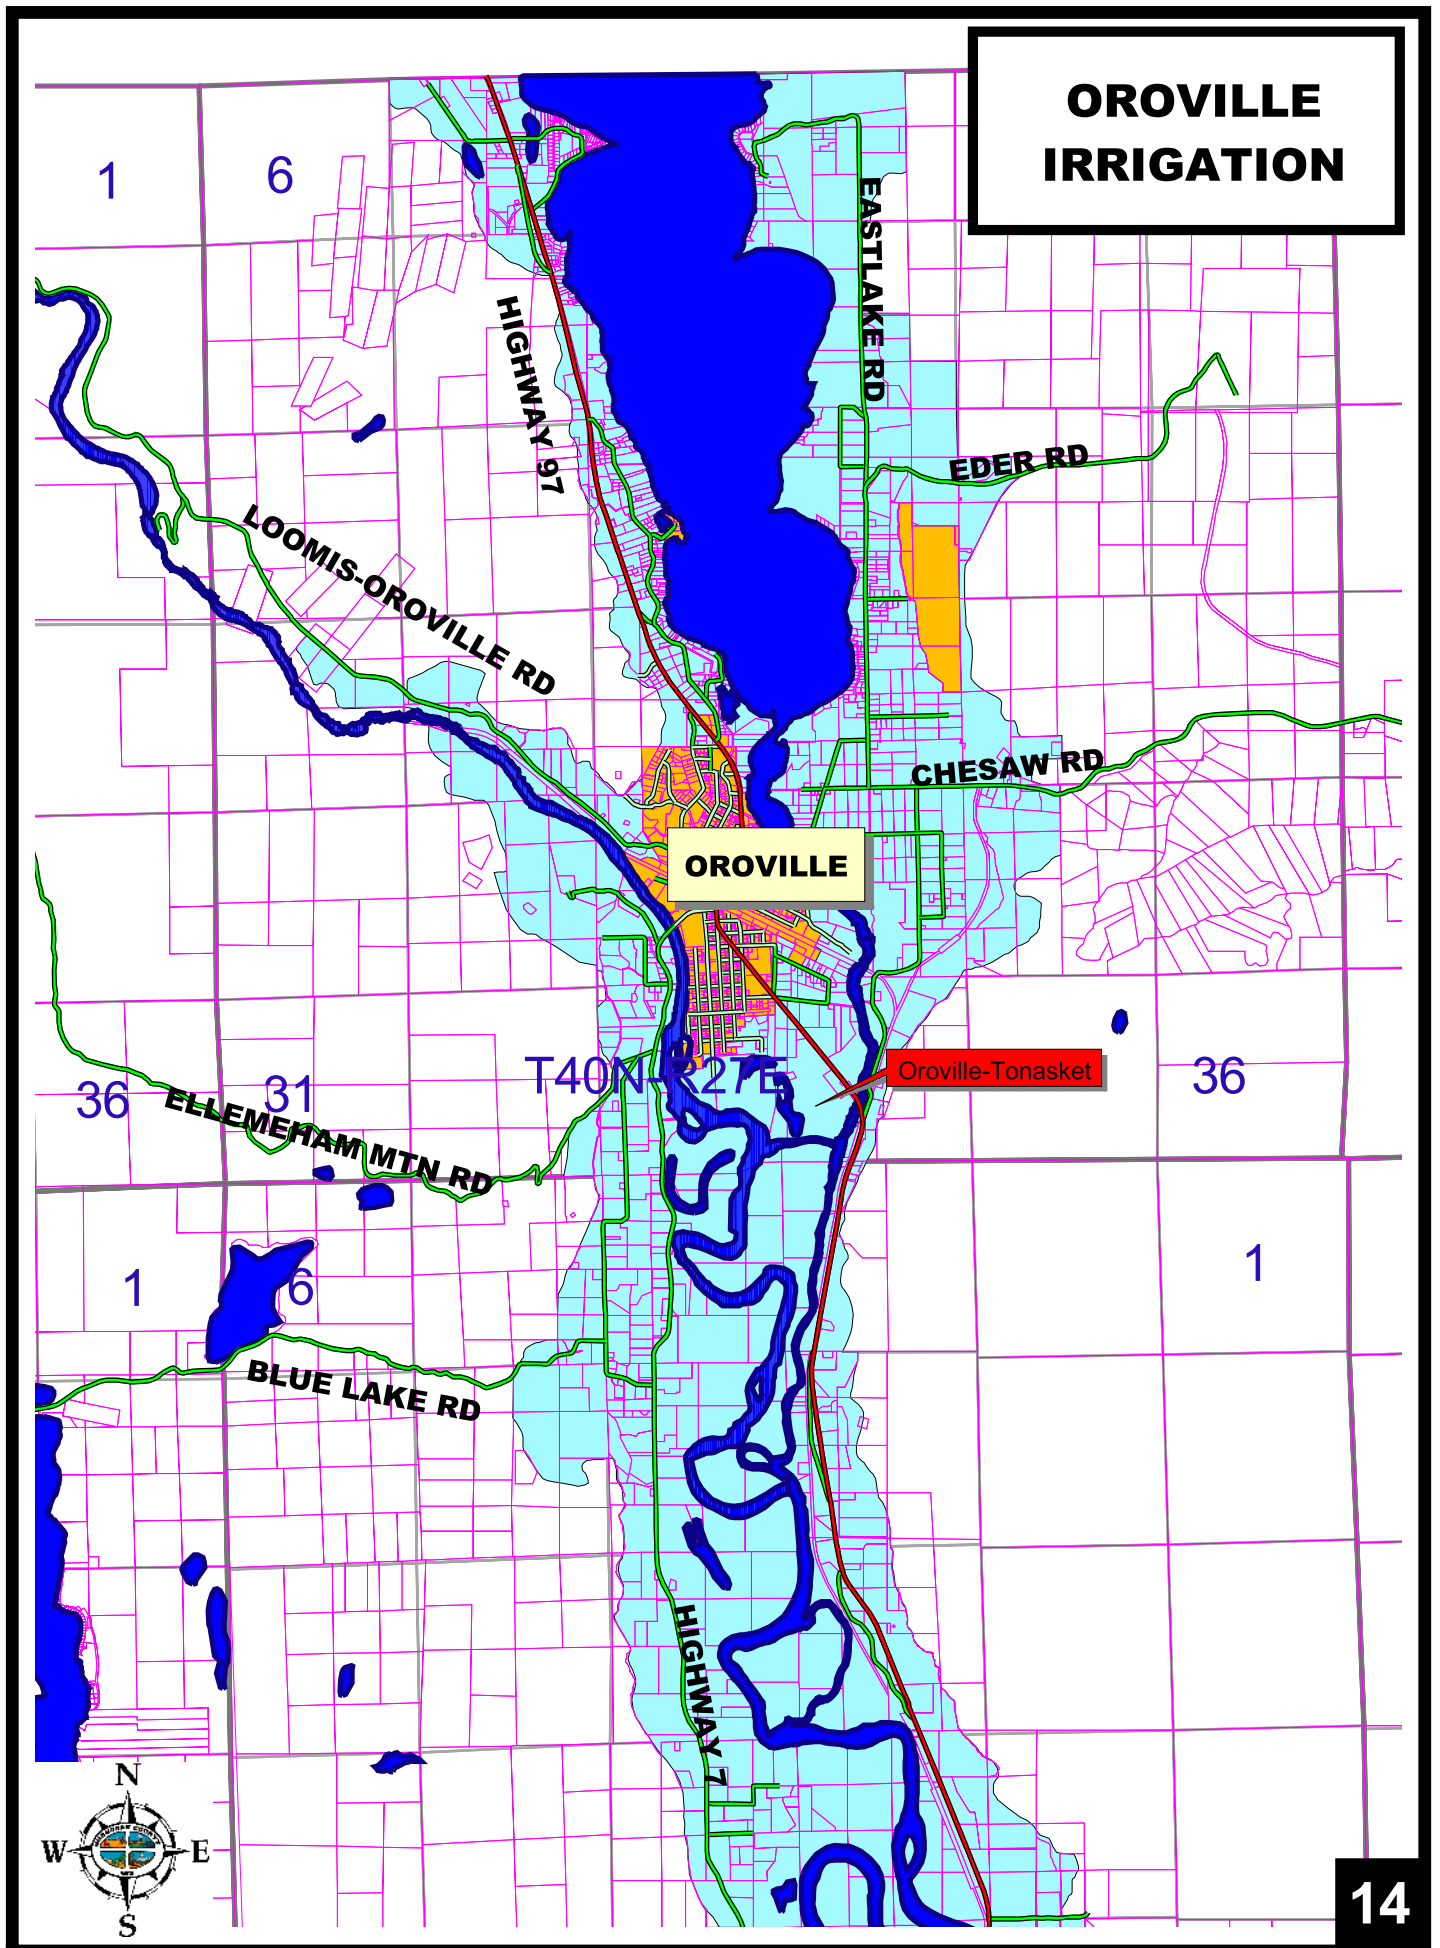 OROVILLE
IRRIGATION
1
6
EASTLAKE RD
HIGHWAY 97
EDER RD
LOOMIS-OROVILLE RD
CHESAW RD
OROVILLE
T40N-R27E
Oroville-Tonasket
36
31
36
ELLEMEHAM MTN RD
1
6
1
BLUE LAKE RD
HIGHWAY 7
N
W
E
S
14